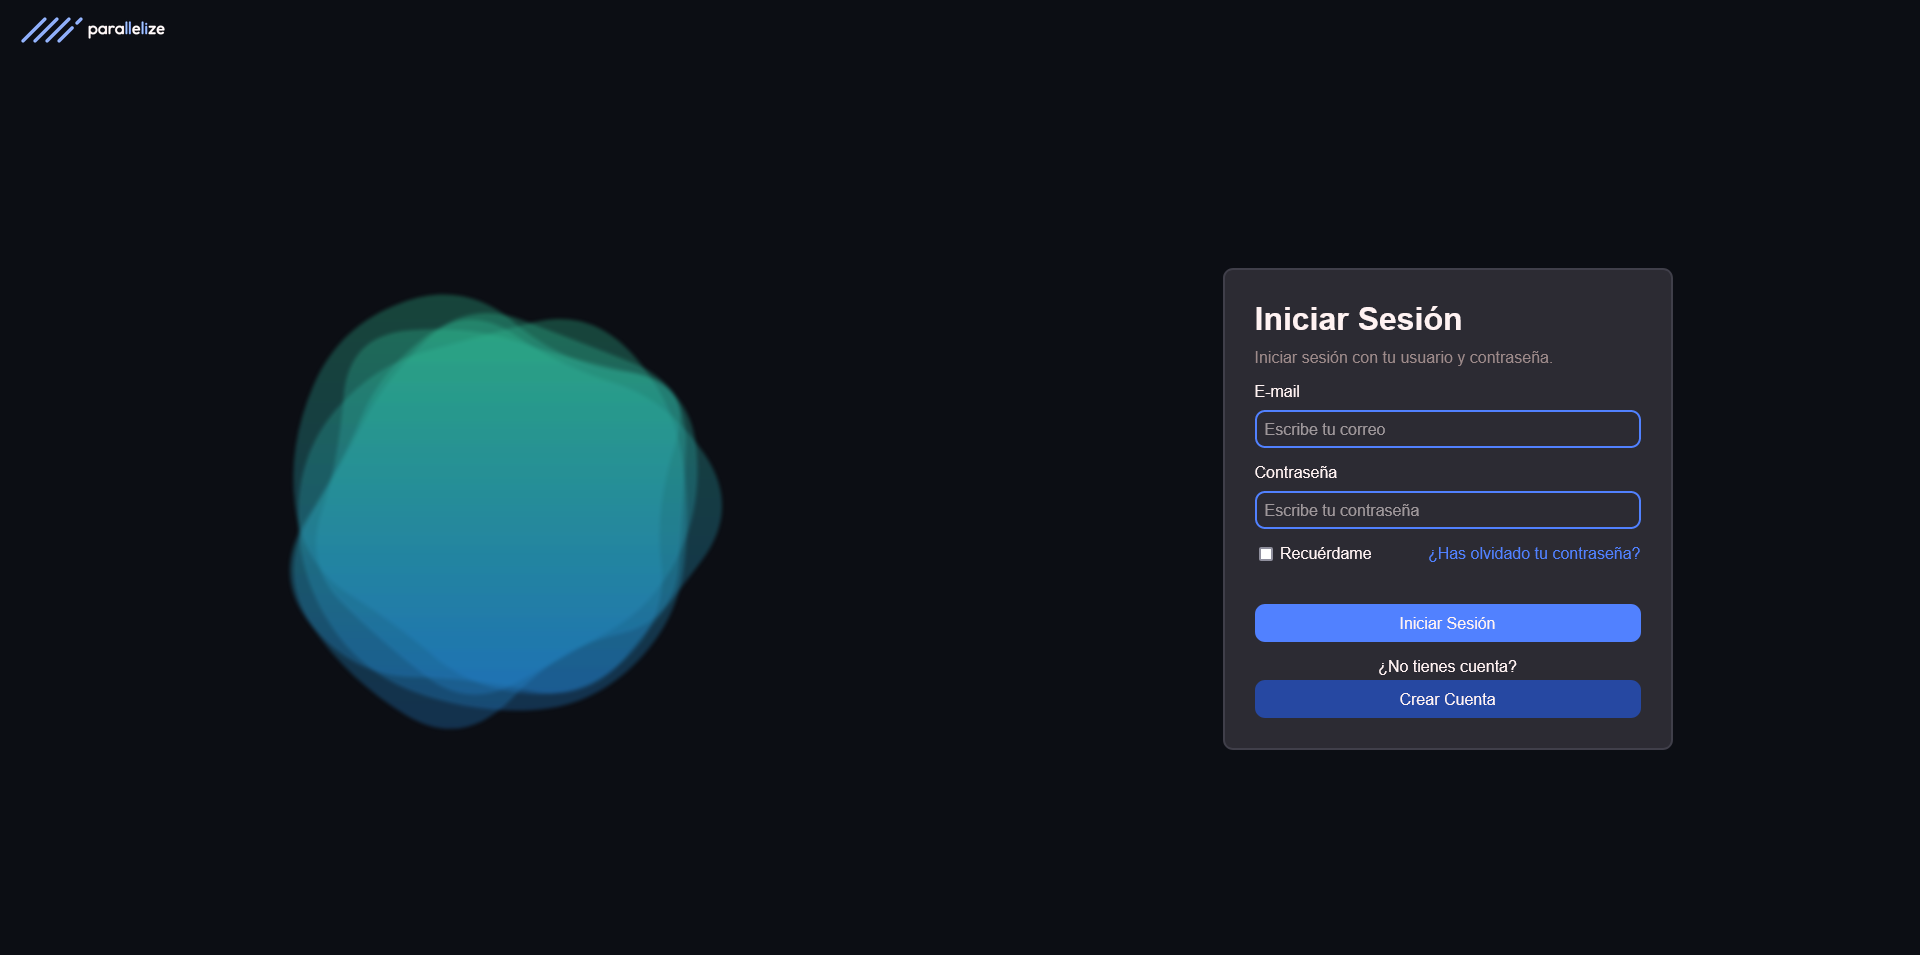 parallelize
Iniciar Sesión
Iniciar sesión con tu usuario y contraseña.
E-mail
Escribe tu correo
Contraseña
Escribe tu contraseña
Recuérdame ¿Has olvidado tu contraseña?
Iniciar Sesión
¿No tienes cuenta?
Crear Cuenta